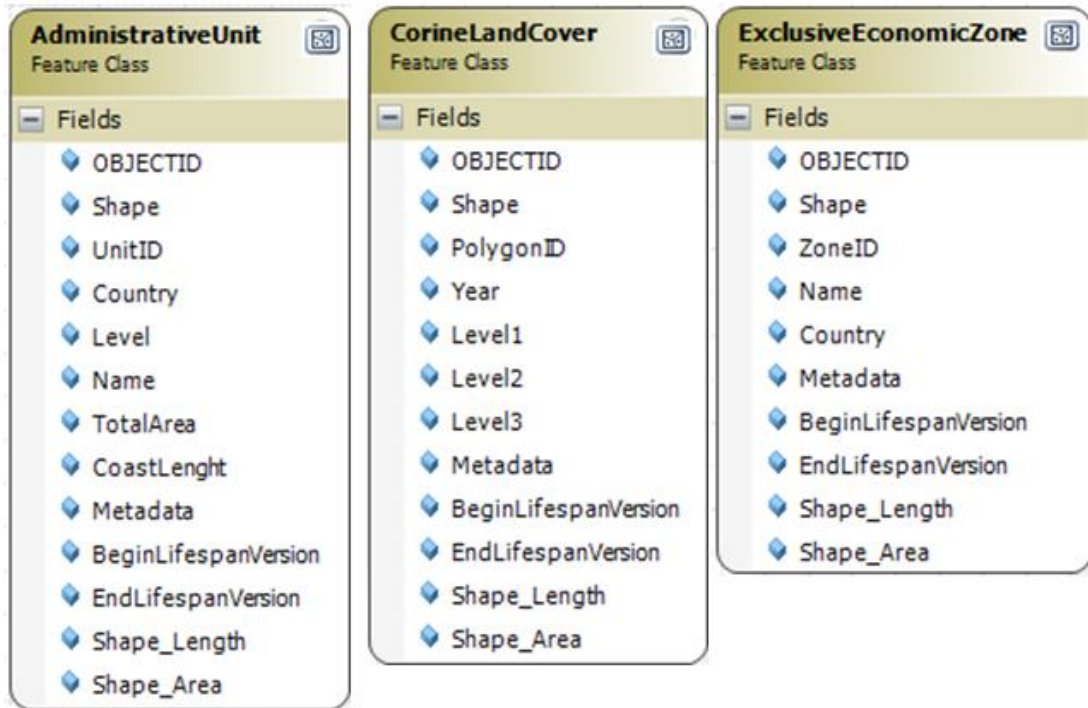 AdministrativeUnit
Feature Class
Fields
OBJECTID
Shape
UnitID
Country
Level
Name
TotalArea
CoastLenght
Metadata
BeginLifespanVersion
EndLifespanVersion
Shape_Length
Shape_Area
CorineLandCover
Feature Class
Fields
OBJECTID
Shape
PolygonID
Year
Level1
Level2
Level3
Metadata
BeginLifespanVersion
EndLifespanVersion
Shape_Length
Shape_Area
ExclusiveEconomicZone
Feature Class
Fields
OBJECTID
Shape
ZoneID
Name
Country
Metadata
BeginLifespanVersion
EndLifespanVersion
Shape_Length
Shape_Area